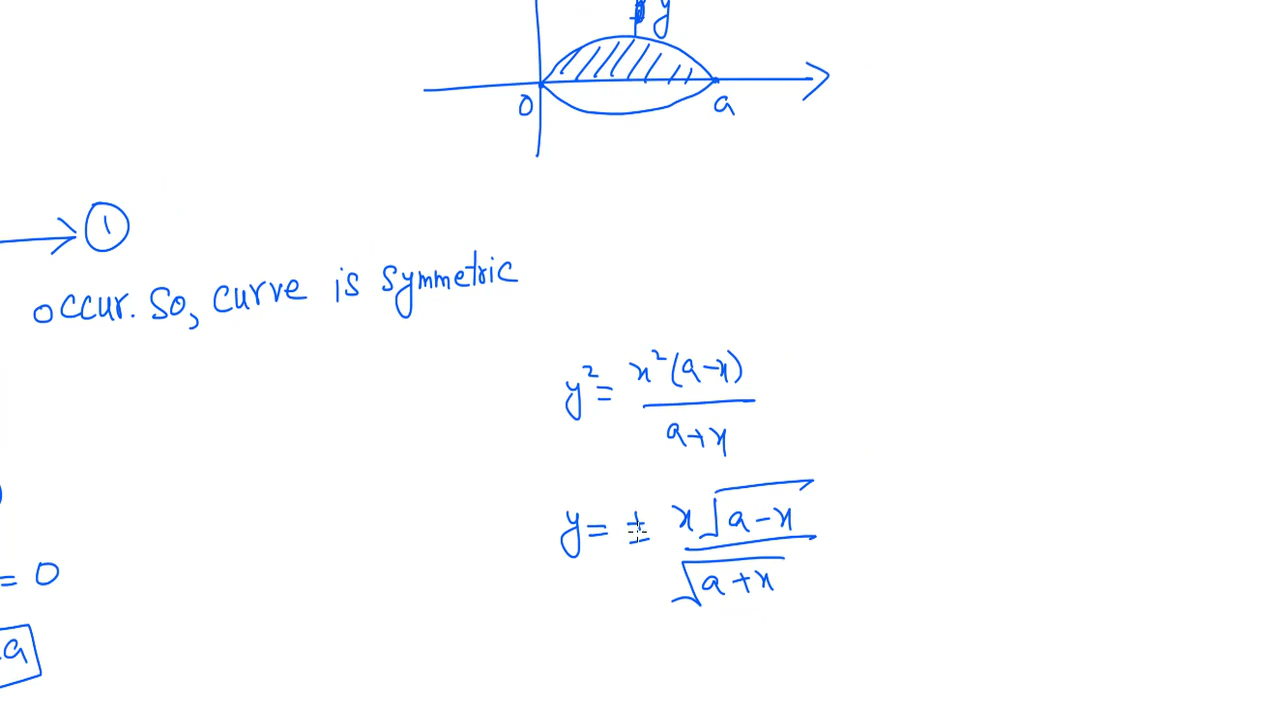 y
0 a
①
occur. So, curve is symmetric
y² = x²(a-x) / a+x
y = ± x√a-x / √a+x
= 0
a